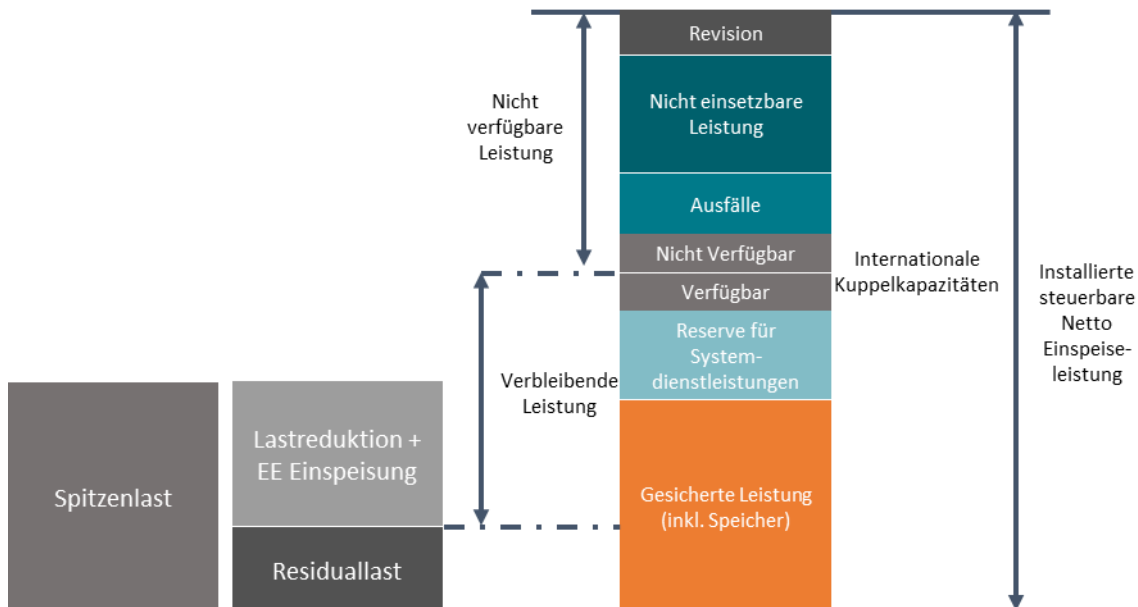 Revision
Nicht
verfügbare
Leistung
Nicht einsetzbare
Leistung
Ausfälle
Nicht Verfügbar
Verfügbar
Internationale
Kuppelkapazitäten
Installierte
steuerbare
Netto
Einspeise-
leistung
Reserve für
System-
dienstleistungen
Verbleibende
Leistung
Spitzenlast
Lastreduktion +
EE Einspeisung
Residuallast
Gesicherte Leistung
(inkl. Speicher)